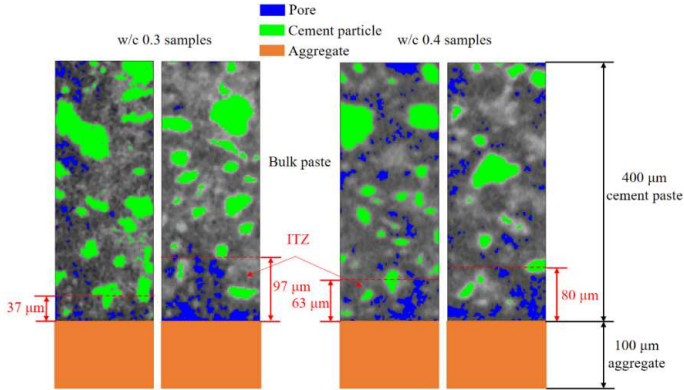 Pore
Cement particle
Aggregate
w/c 0.3 samples
w/c 0.4 samples
Bulk paste
ITZ
400 μm
cement paste
37 μm
97 μm
63 μm
80 μm
100 μm
aggregate